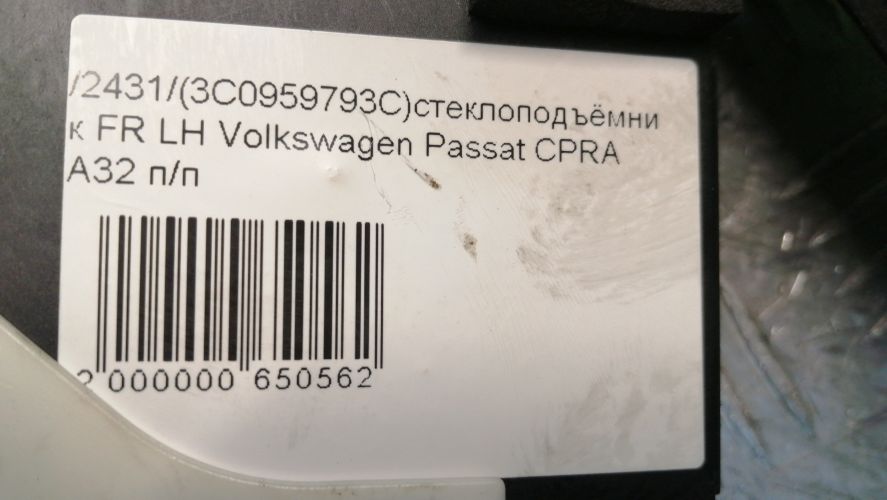 /2431/(3C0959793C)стеклоподъёмни
к FR LH Volkswagen Passat CPRA
A32 п/п
2 000000 650562